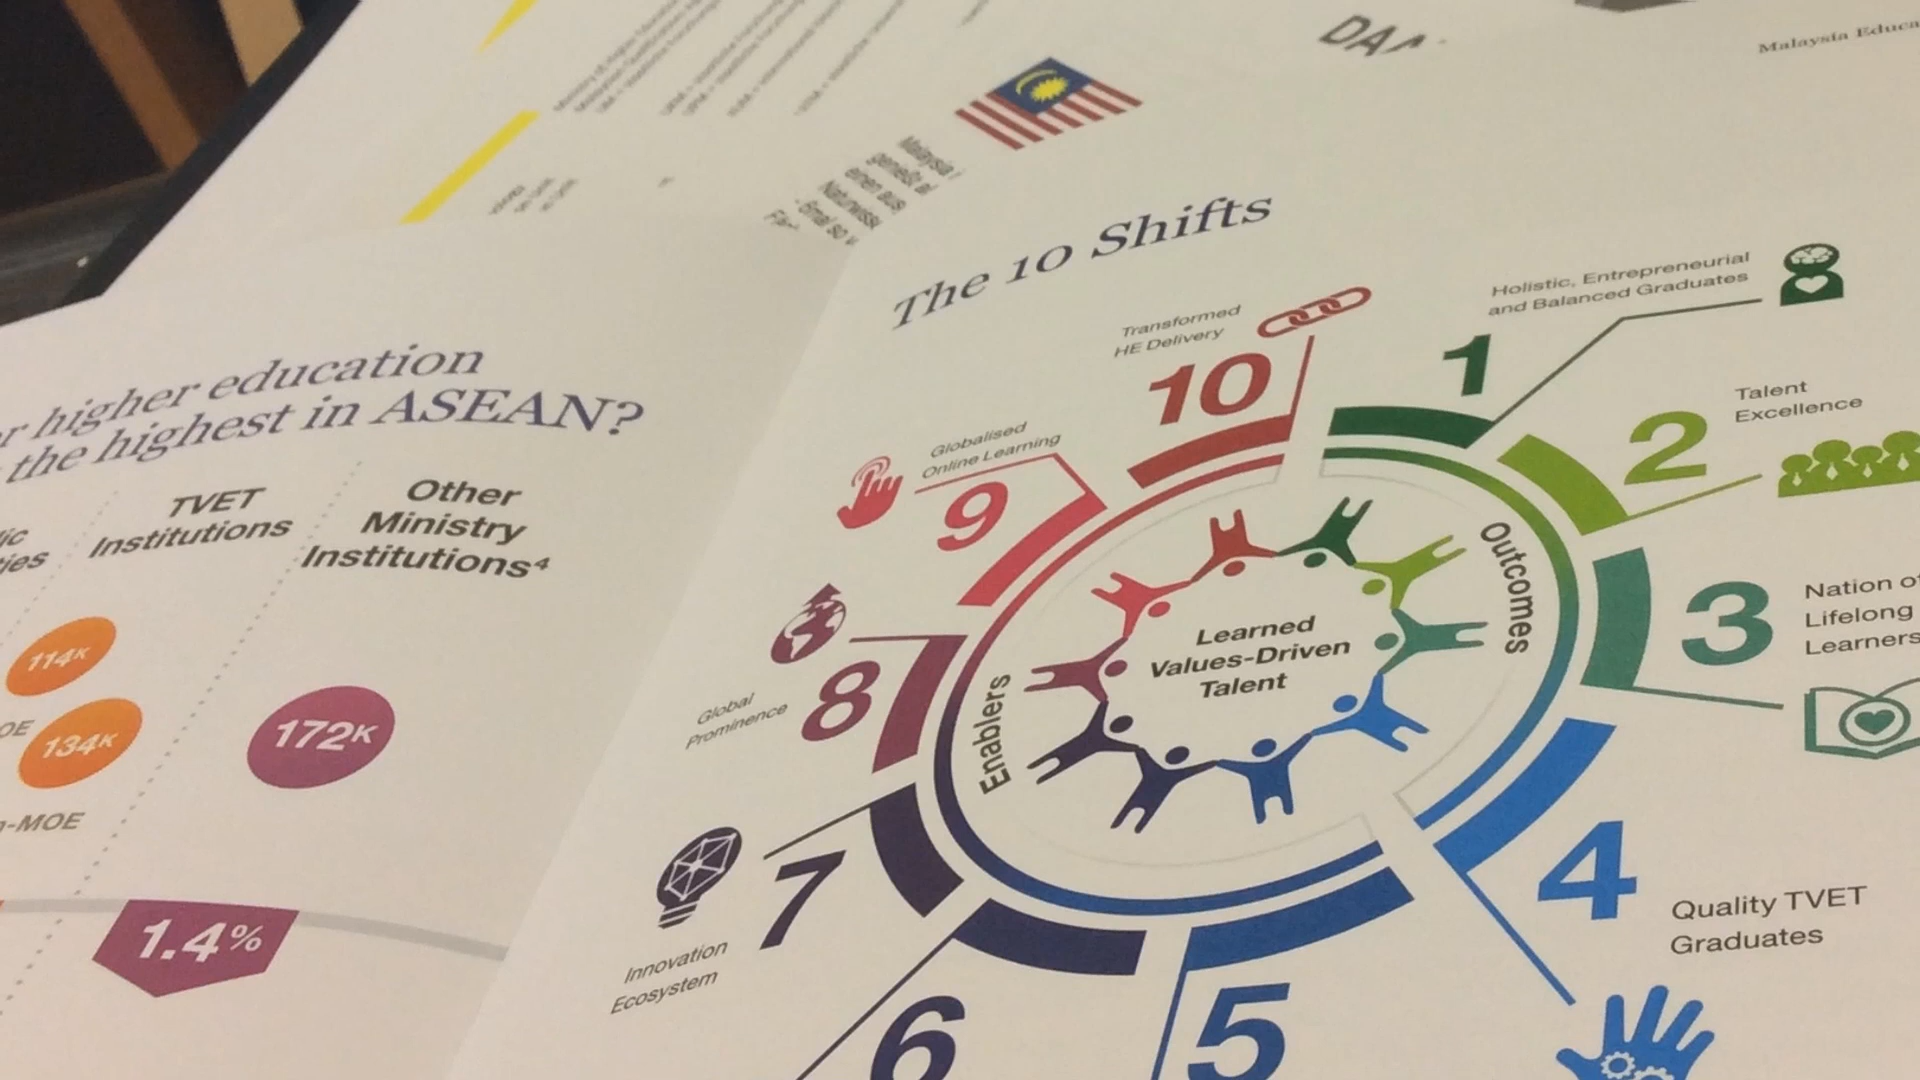 Malaysia Educa
The 10 Shifts
r higher education
the highest in ASEAN?
TVET
Institutions
Other
Ministry
Institutions⁴
114K
134K
-MOE
172K
1.4%
1
Holistic, Entrepreneurial
and Balanced Graduates
2
Talent
Excellence
3
Nation of
Lifelong
Learners
4
Quality TVET
Graduates
5
6
7
Innovation
Ecosystem
8
Global
Prominence
9
Globalised
Online Learning
10
Transformed
HE Delivery
Outcomes
Enablers
Learned
Values-Driven
Talent